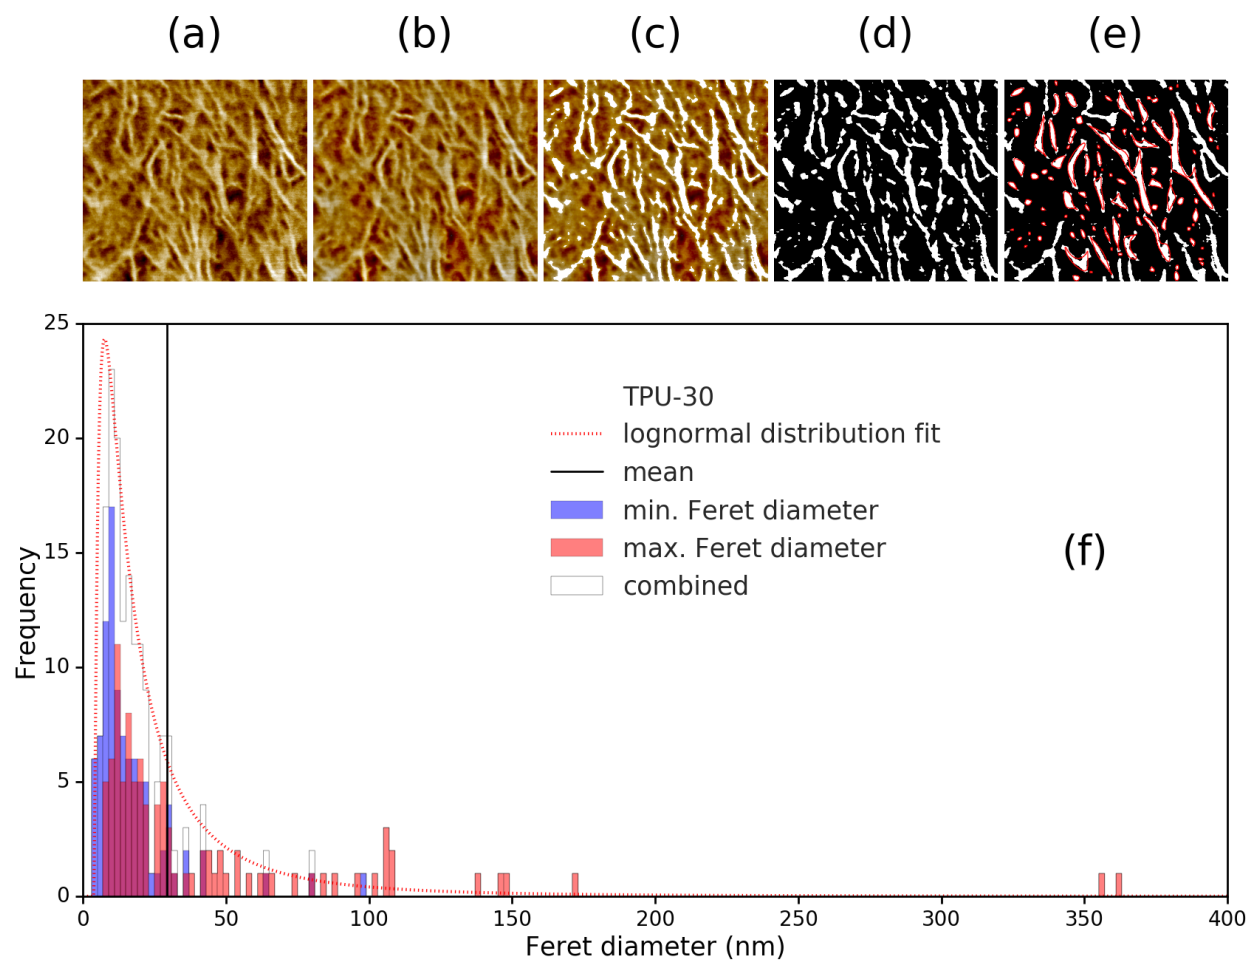 (a) (b) (c) (d) (e)
25
20
15
10
5
0
Frequency
TPU-30
lognormal distribution fit
mean
min. Feret diameter
max. Feret diameter
combined
(f)
0 50 100 150 200 250 300 350 400
Feret diameter (nm)